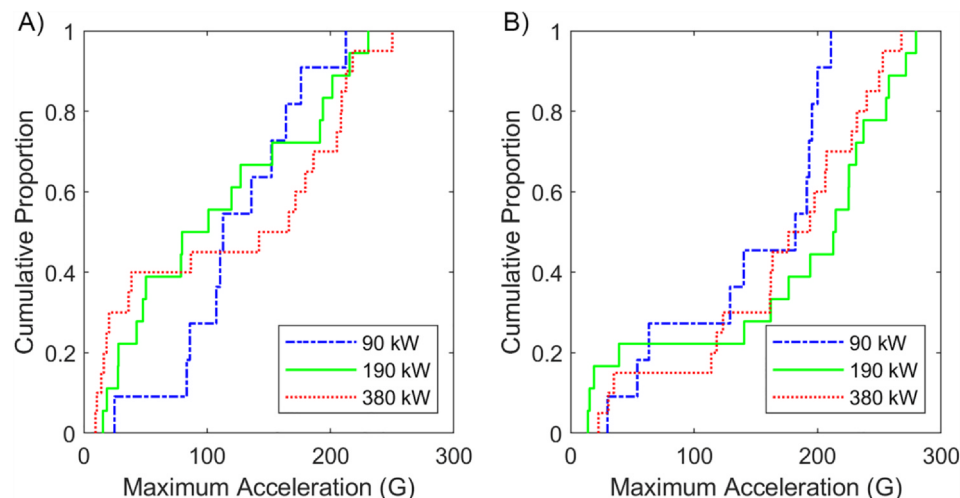 A)
1
0.8
0.6
0.4
0.2
0
Cumulative Proportion
90 kW
190 kW
380 kW
0 100 200 300
Maximum Acceleration (G)
B)
1
0.8
0.6
0.4
0.2
0
Cumulative Proportion
90 kW
190 kW
380 kW
0 100 200 300
Maximum Acceleration (G)